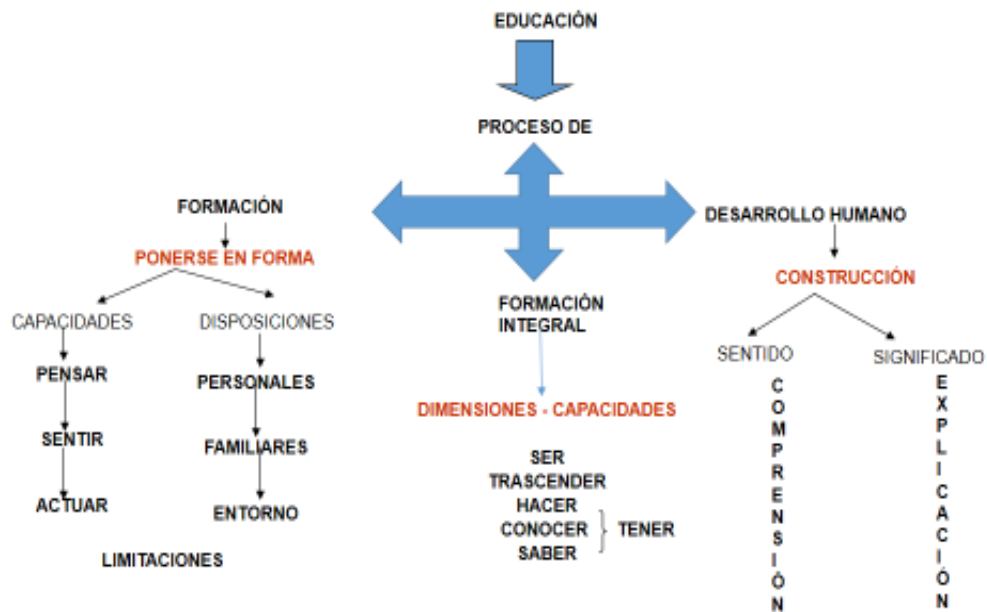 EDUCACIÓN
PROCESO DE
FORMACIÓN
PONERSE EN FORMA
CAPACIDADES
DISPOSICIONES
PENSAR
PERSONALES
SENTIR
FAMILIARES
ACTUAR
ENTORNO
LIMITACIONES
FORMACIÓN
INTEGRAL
DIMENSIONES - CAPACIDADES
SER
TRASCENDER
HACER
CONOCER
SABER
TENER
DESARROLLO HUMANO
CONSTRUCCIÓN
SENTIDO
COMPRENSIÓN
SIGNIFICADO
EXPLICACIÓN